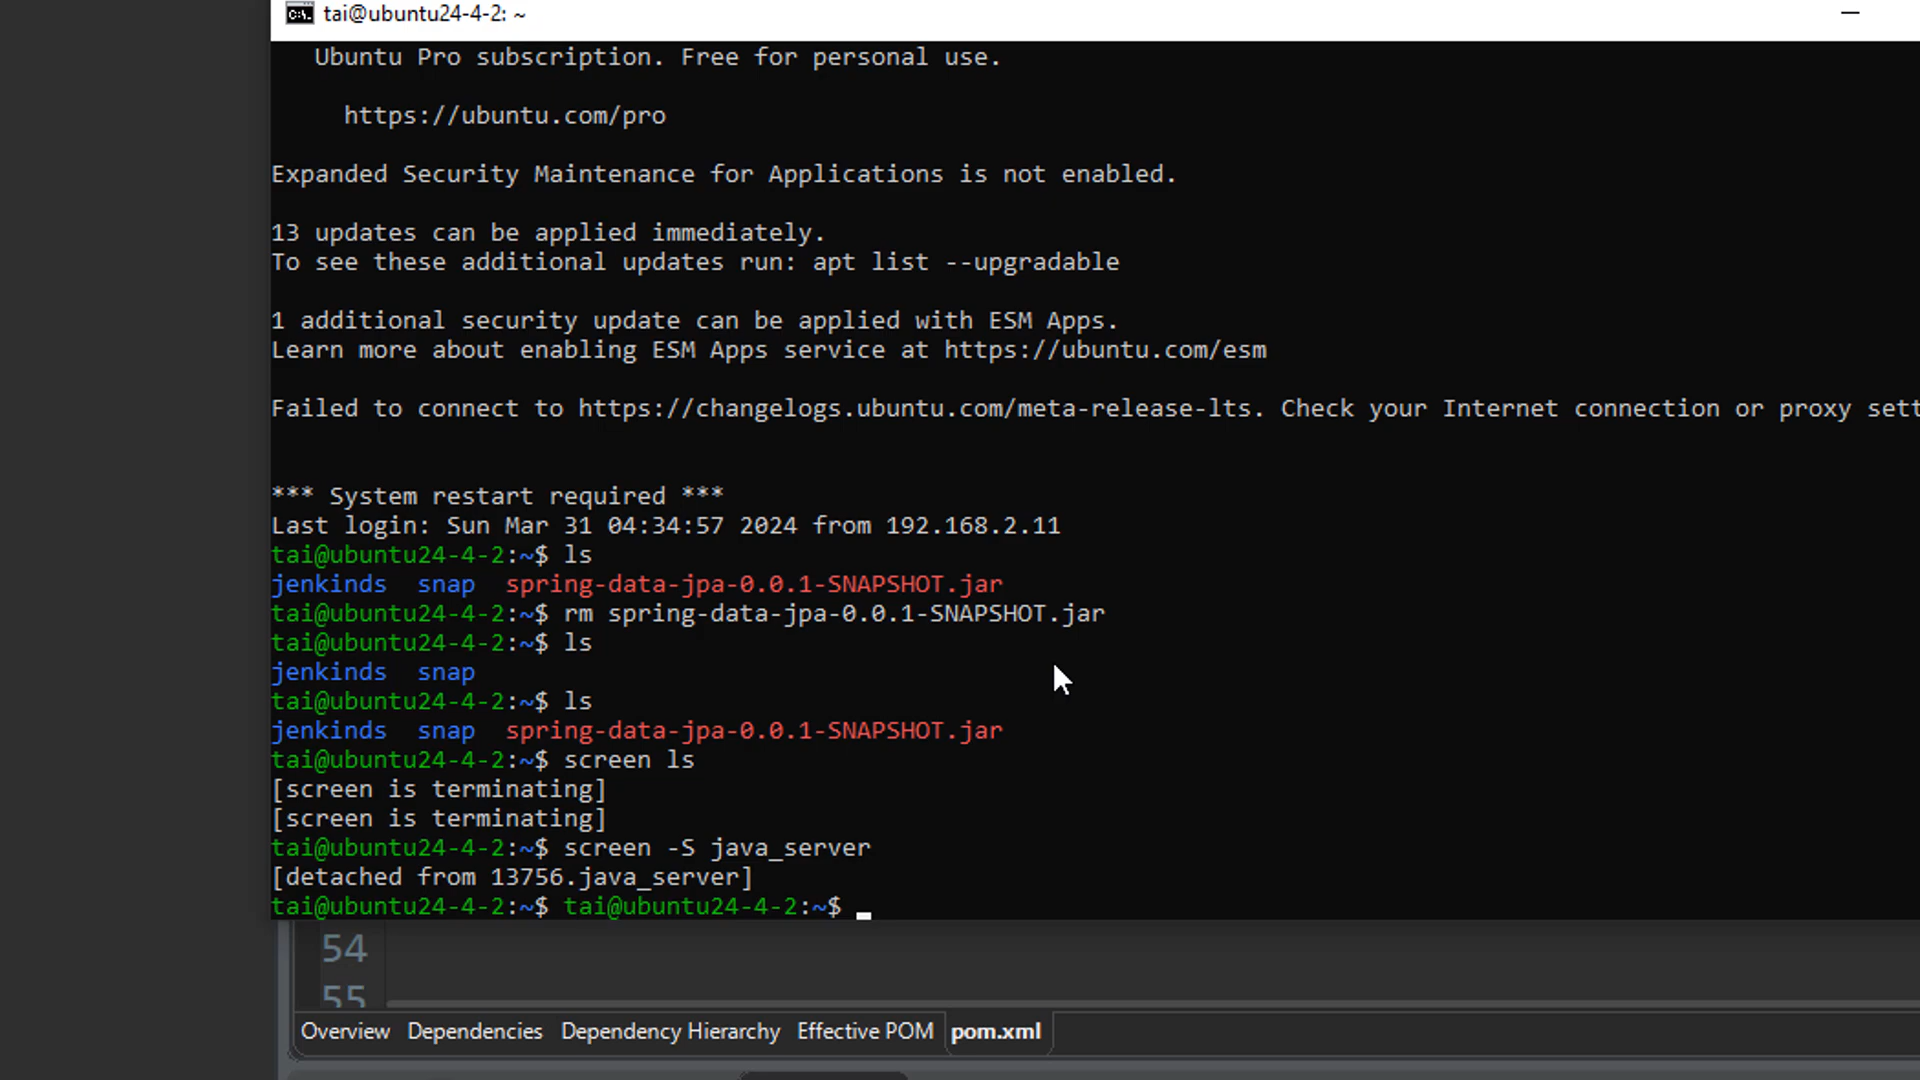 tai@ubuntu24-4-2: ~
Ubuntu Pro subscription. Free for personal use.
https://ubuntu.com/pro
Expanded Security Maintenance for Applications is not enabled.
13 updates can be applied immediately.
To see these additional updates run: apt list --upgradable
1 additional security update can be applied with ESM Apps.
Learn more about enabling ESM Apps service at https://ubuntu.com/esm
Failed to connect to https://changelogs.ubuntu.com/meta-release-lts. Check your Internet connection or proxy sett
*** System restart required ***
Last login: Sun Mar 31 04:34:57 2024 from 192.168.2.11
tai@ubuntu24-4-2:~$ ls
jenkinds  snap  spring-data-jpa-0.0.1-SNAPSHOT.jar
tai@ubuntu24-4-2:~$ rm spring-data-jpa-0.0.1-SNAPSHOT.jar
tai@ubuntu24-4-2:~$ ls
jenkinds  snap
tai@ubuntu24-4-2:~$ ls
jenkinds  snap  spring-data-jpa-0.0.1-SNAPSHOT.jar
tai@ubuntu24-4-2:~$ screen ls
[screen is terminating]
[screen is terminating]
tai@ubuntu24-4-2:~$ screen -S java_server
[detached from 13756.java_server]
tai@ubuntu24-4-2:~$ tai@ubuntu24-4-2:~$
54
55
Overview Dependencies Dependency Hierarchy Effective POM pom.xml